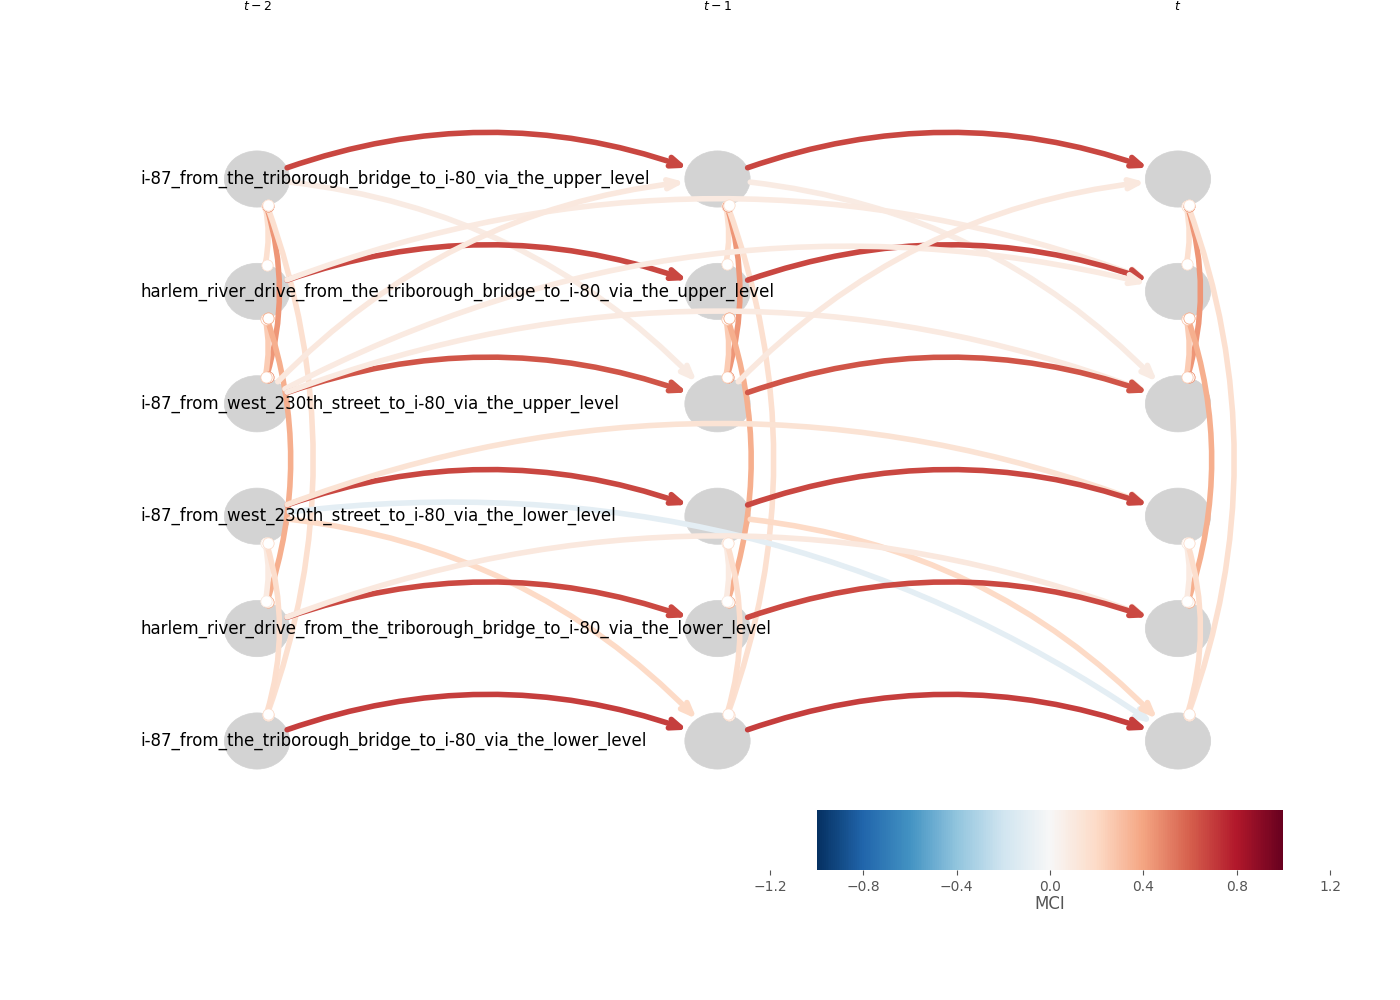 t − 2 t − 1 t
i-87_from_the_triborough_bridge_to_i-80_via_the_upper_level
harlem_river_drive_from_the_triborough_bridge_to_i-80_via_the_upper_level
i-87_from_west_230th_street_to_i-80_via_the_upper_level
i-87_from_west_230th_street_to_i-80_via_the_lower_level
harlem_river_drive_from_the_triborough_bridge_to_i-80_via_the_lower_level
i-87_from_the_triborough_bridge_to_i-80_via_the_lower_level
−1.2 −0.8 −0.4 0.0 0.4 0.8 1.2
MCI